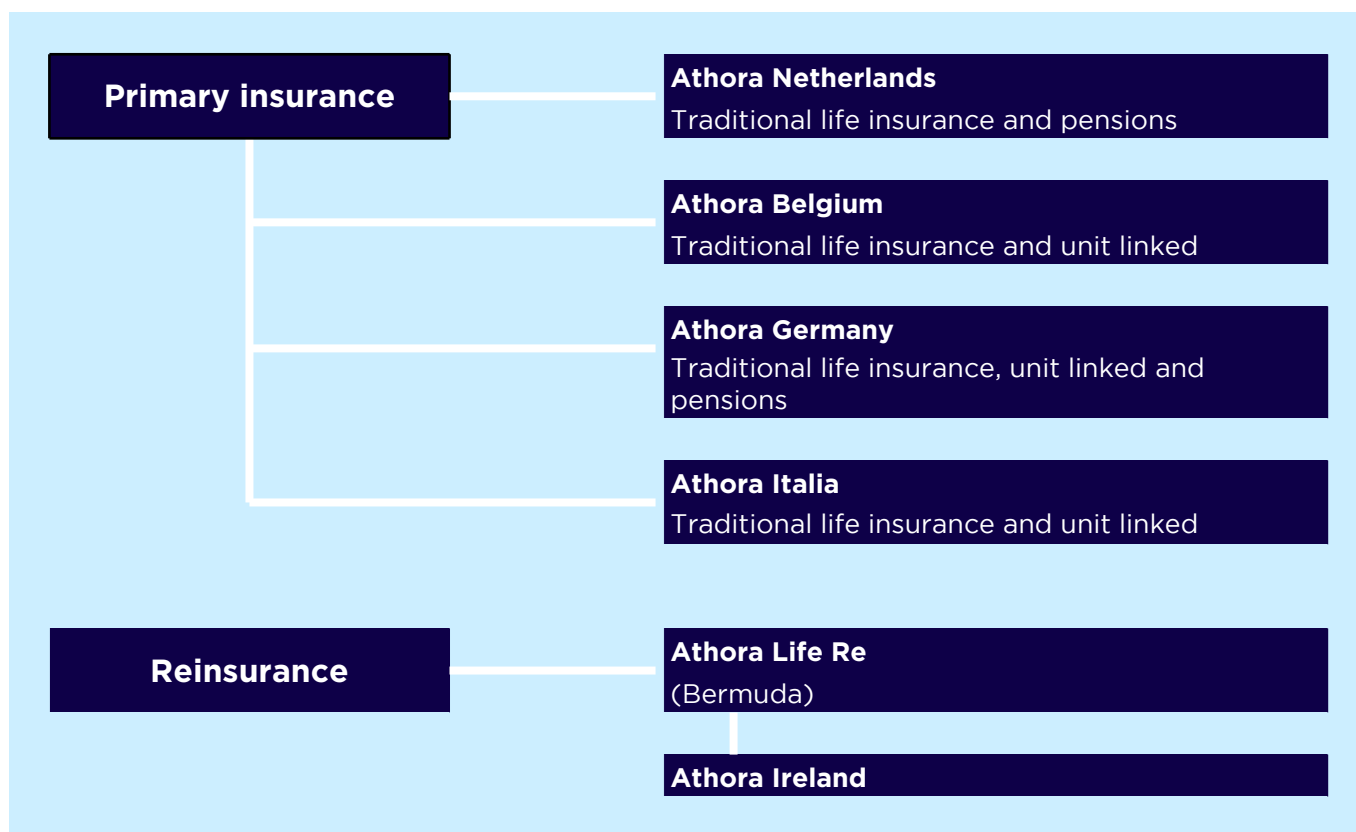 Primary insurance
Athora Netherlands
Traditional life insurance and pensions
Athora Belgium
Traditional life insurance and unit linked
Athora Germany
Traditional life insurance, unit linked and
pensions
Athora Italia
Traditional life insurance and unit linked
Reinsurance
Athora Life Re
(Bermuda)
Athora Ireland